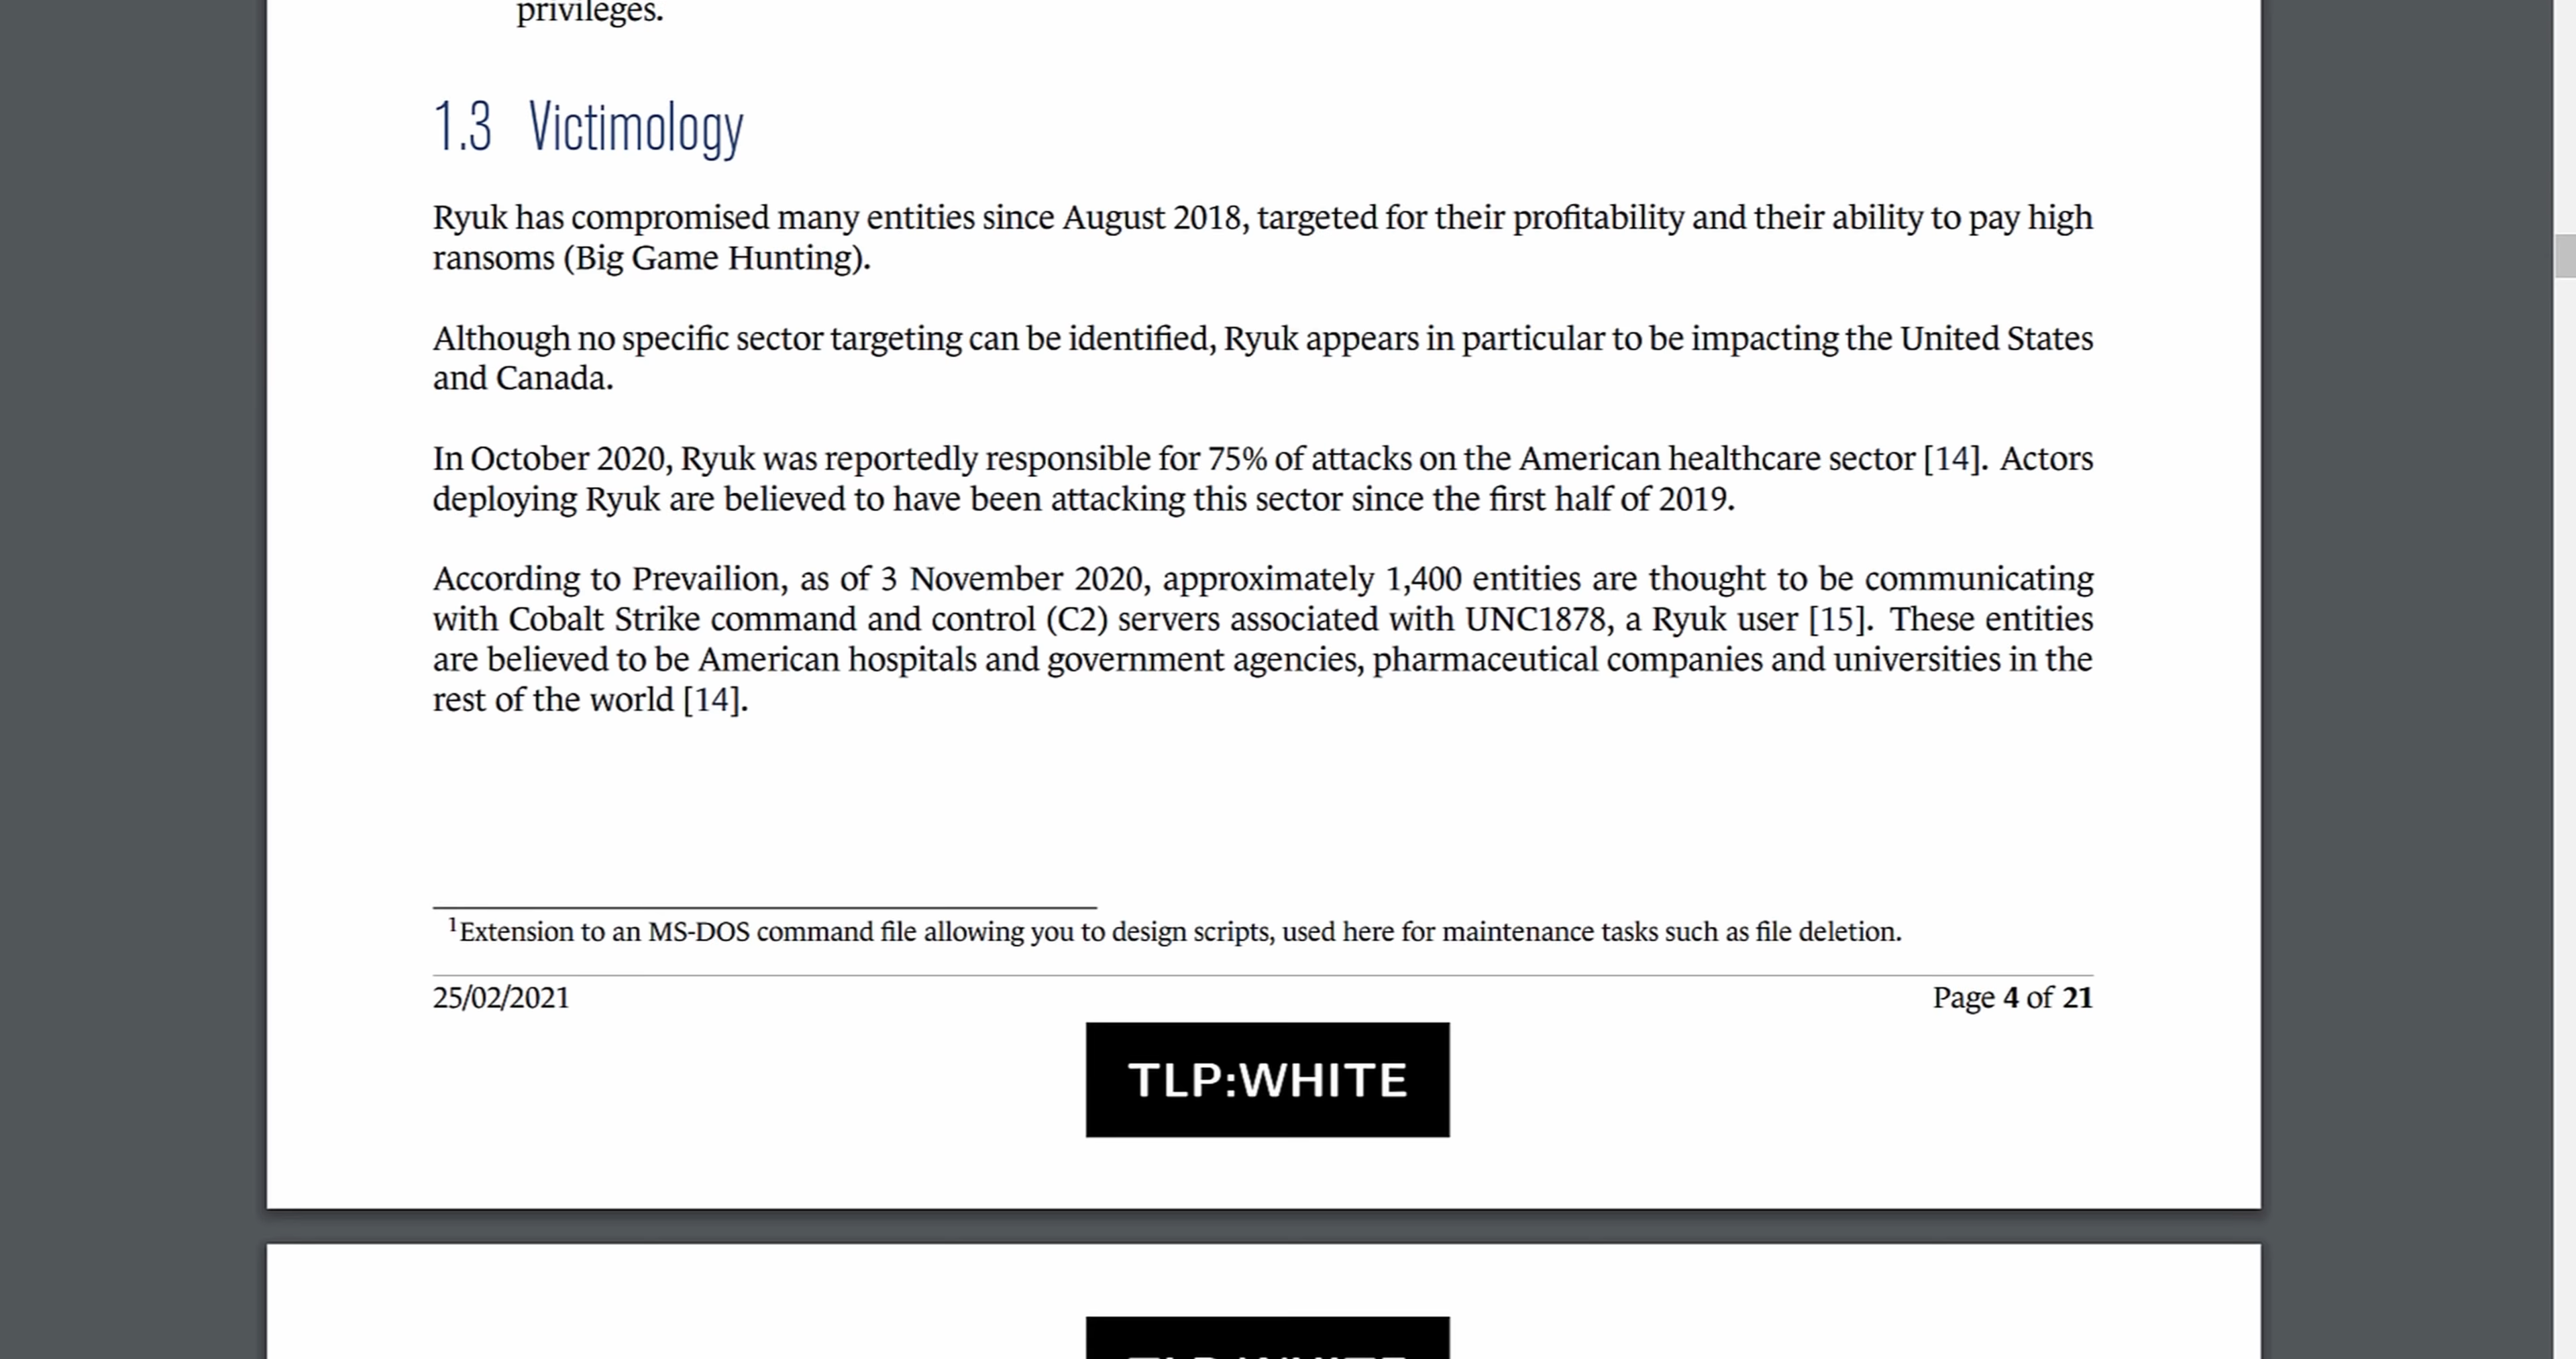 privileges.
1.3 Victimology
Ryuk has compromised many entities since August 2018, targeted for their profitability and their ability to pay high
ransoms (Big Game Hunting).
Although no specific sector targeting can be identified, Ryuk appears in particular to be impacting the United States
and Canada.
In October 2020, Ryuk was reportedly responsible for 75% of attacks on the American healthcare sector [14]. Actors
deploying Ryuk are believed to have been attacking this sector since the first half of 2019.
According to Prevailion, as of 3 November 2020, approximately 1,400 entities are thought to be communicating
with Cobalt Strike command and control (C2) servers associated with UNC1878, a Ryuk user [15]. These entities
are believed to be American hospitals and government agencies, pharmaceutical companies and universities in the
rest of the world [14].
1Extension to an MS-DOS command file allowing you to design scripts, used here for maintenance tasks such as file deletion.
25/02/2021 Page 4 of 21
TLP:WHITE